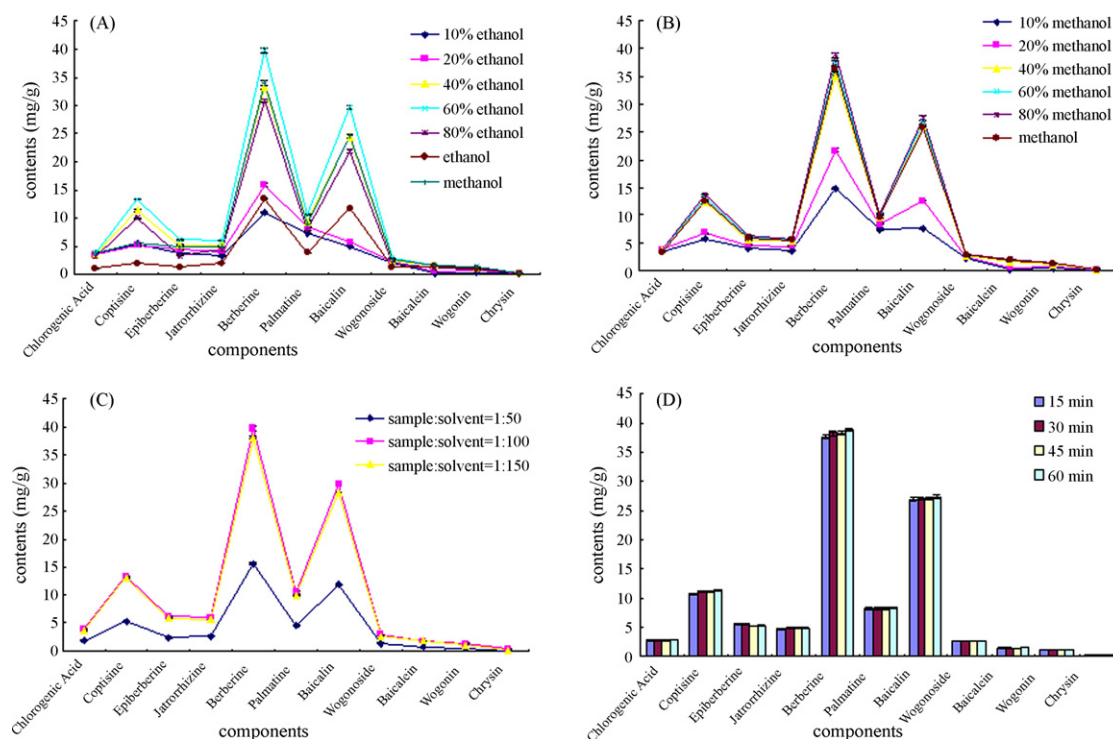 (A)
45
40
35
30
25
20
15
10
5
0
contents (mg/g)
10% ethanol
20% ethanol
40% ethanol
60% ethanol
80% ethanol
ethanol
methanol
Chlorogenic Acid
Coptisine
Epiberberine
Jatrorrhizine
Berberine
Palmatine
Baicalin
Wogonoside
Baicalcin
Wogonin
Chrysin
components
(B)
45
40
35
30
25
20
15
10
5
0
contents (mg/g)
10% methanol
20% methanol
40% methanol
60% methanol
80% methanol
methanol
Chlorogenic Acid
Coptisine
Epiberberine
Jatrorrhizine
Berberine
Palmatine
Baicalin
Wogonoside
Baicalcin
Wogonin
Chrysin
components
(C)
45
40
35
30
25
20
15
10
5
0
contents (mg/g)
sample:solvent=1:50
sample:solvent=1:100
sample:solvent=1:150
Chlorogenic Acid
Coptisine
Epiberberine
Jatrorrhizine
Berberine
Palmatine
Baicalin
Wogonoside
Baicalcin
Wogonin
Chrysin
components
(D)
45
40
35
30
25
20
15
10
5
0
contents (mg/g)
15 min
30 min
45 min
60 min
Chlorogenic Acid
Coptisine
Epiberberine
Jatrorrhizine
Berberine
Palmatine
Baicalin
Wogonoside
Baicalcin
Wogonin
Chrysin
components